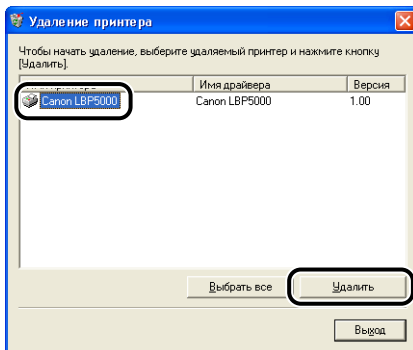 Удаление принтера
Чтобы начать удаление, выберите удаляемый принтер и нажмите кнопку
[Удалить].
Имя драйвера Версия
Canon LBP5000 Canon LBP5000 1.00
Выбрать все Удалить
Выход